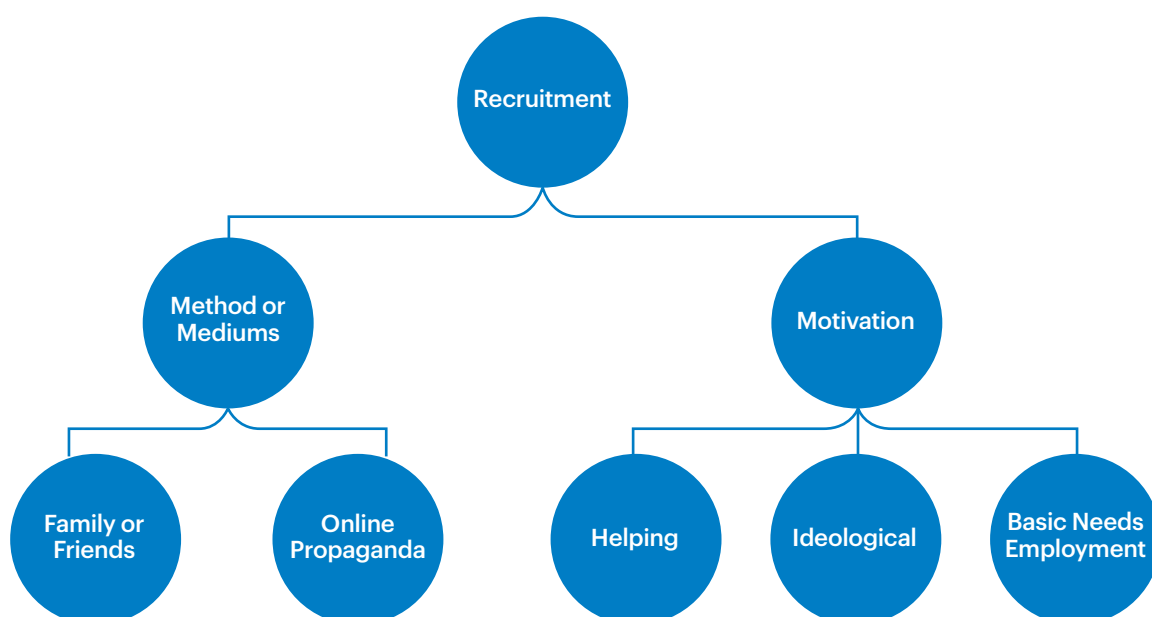 Recruitment
Method or
Mediums
Motivation
Family or
Friends
Online
Propaganda
Helping
Ideological
Basic Needs
Employment